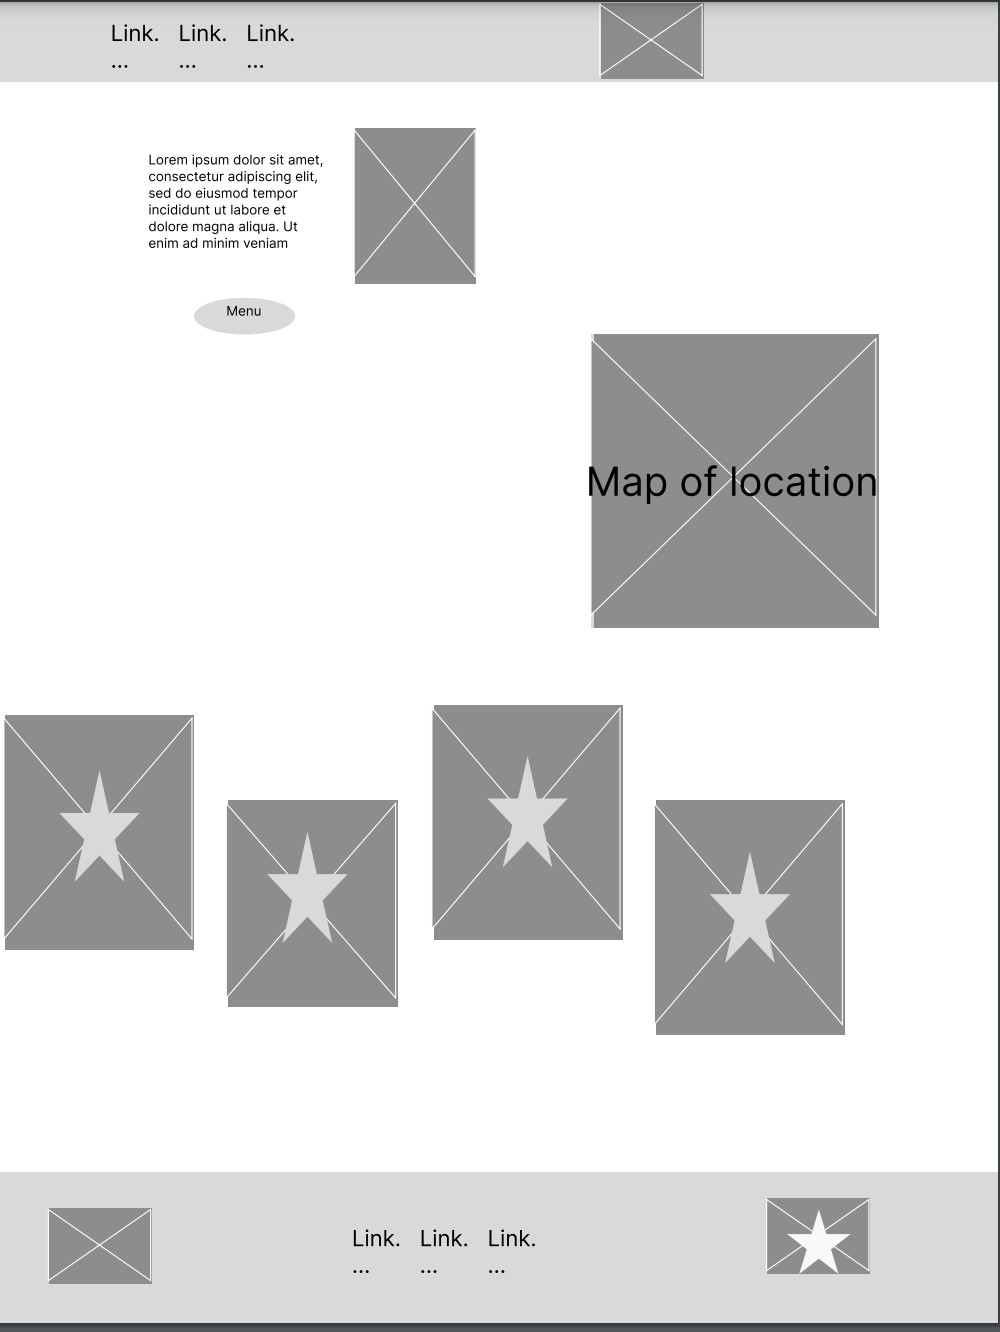 Link. Link. Link.
... ... ...
Lorem ipsum dolor sit amet,
consectetur adipiscing elit,
sed do eiusmod tempor
incididunt ut labore et
dolore magna aliqua. Ut
enim ad minim veniam
Menu
Map of location
Link. Link. Link.
... ... ...